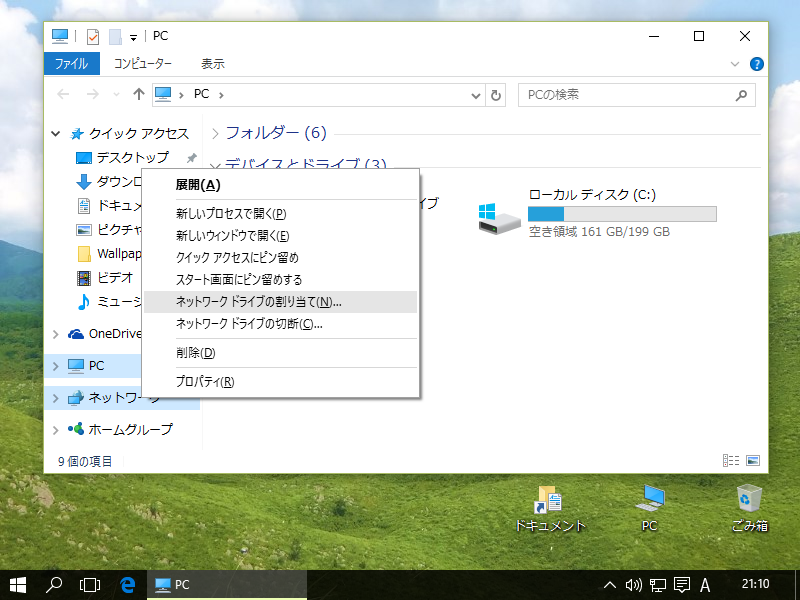 PC
ファイル
コンピューター
表示
PC
PCの検索
クイック アクセス
デスクトップ
ダウンロ
ドキュメ
ピクチャ
Wallpap
ビデオ
ミュージ
OneDrive
PC
ネットワーク
ホームグループ
フォルダー (6)
デバイスとドライブ (3)
イブ
ローカル ディスク (C:)
空き領域 161 GB/199 GB
展開(A)
新しいプロセスで開く(P)
新しいウィンドウで開く(E)
クイック アクセスにピン留め
スタート画面にピン留めする
ネットワーク ドライブの割り当て(N)...
ネットワーク ドライブの切断(C)...
削除(D)
プロパティ(R)
9 個の項目
ドキュメント
PC
ごみ箱
PC
A
21:10